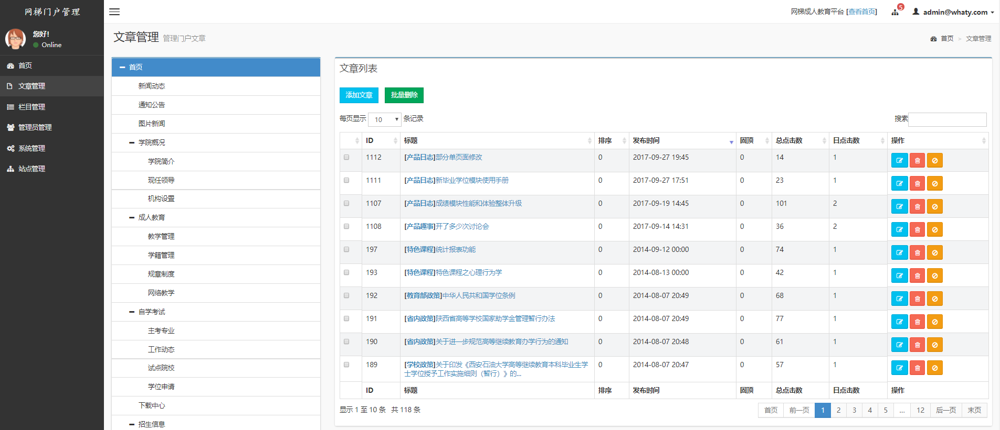 网梯门户管理
网梯成人教育平台 [查看首页]
5
admin@whaty.com
您好!
Online
首页
文章管理
栏目管理
管理员管理
系统管理
站点管理
文章管理 管理门户文章
首页 > 文章管理
首页
新闻动态
通知公告
图片新闻
学院概况
学院简介
现任领导
机构设置
成人教育
教学管理
学籍管理
规章制度
网络教学
自学考试
主考专业
工作动态
试点院校
学位申请
下载中心
招生信息
文章列表
添加文章 批量删除
每页显示 10 条记录 搜索
ID 标题 排序 发布时间 固顶 总点击数 日点击数 操作
1112 [产品日志]部分单页面修改 0 2017-09-27 19:45 0 14 1
1111 [产品日志]新毕业学位模块使用手册 0 2017-09-27 17:51 0 23 1
1107 [产品日志]成绩模块性能和体验整体升级 0 2017-09-19 14:45 0 101 2
1108 [产品趣事]开了多少次讨论会 0 2017-09-14 14:31 0 36 2
197 [特色课程]统计报表功能 0 2014-09-12 00:00 0 74 1
193 [特色课程]特色课程之心理行为学 0 2014-08-13 00:00 0 42 1
192 [教育部政策]中华人民共和国学位条例 0 2014-08-07 20:49 0 68 1
191 [省内政策]陕西省高等学校国家助学金管理暂行办法 0 2014-08-07 20:49 0 77 1
190 [省内政策]关于进一步规范高等继续教育办学行为的通知 0 2014-08-07 20:48 0 61 1
189 [学校政策]关于印发《西安石油大学高等继续教育本科毕业生学 0 2014-08-07 20:47 0 57 1
士学位授予工作实施细则（暂行）》的...
ID 标题 排序 发布时间 固顶 总点击数 日点击数 操作
显示 1 至 10 条 共 118 条
首页 前一页 1 2 3 4 5 ... 12 后一页 末页